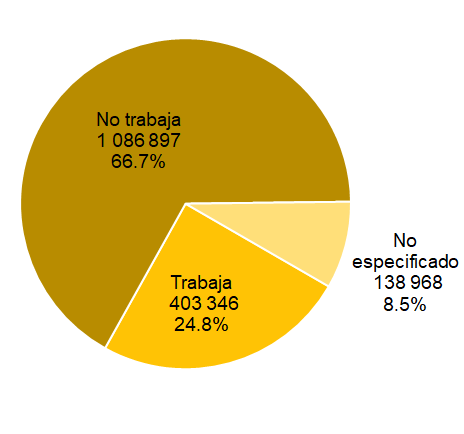 No trabaja
1 086 897
66.7%
No
especificado
138 968
8.5%
Trabaja
403 346
24.8%